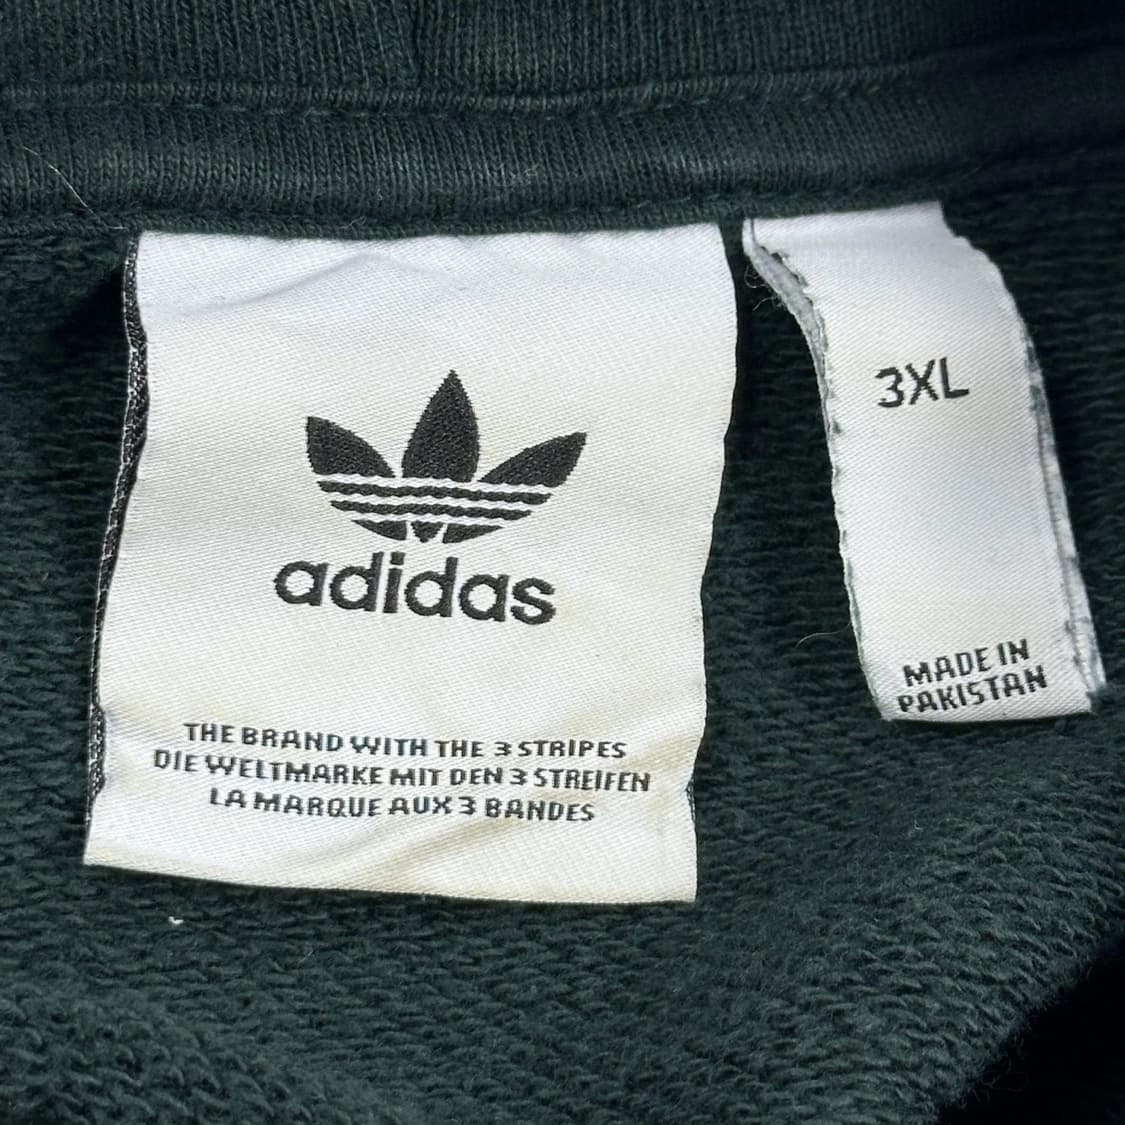 adidas
THE BRAND WITH THE 3 STRIPES
DIE WELTMARKE MIT DEN 3 STREIFEN
LA MARQUE AUX 3 BANDES
3XL
MADE IN
PAKISTAN